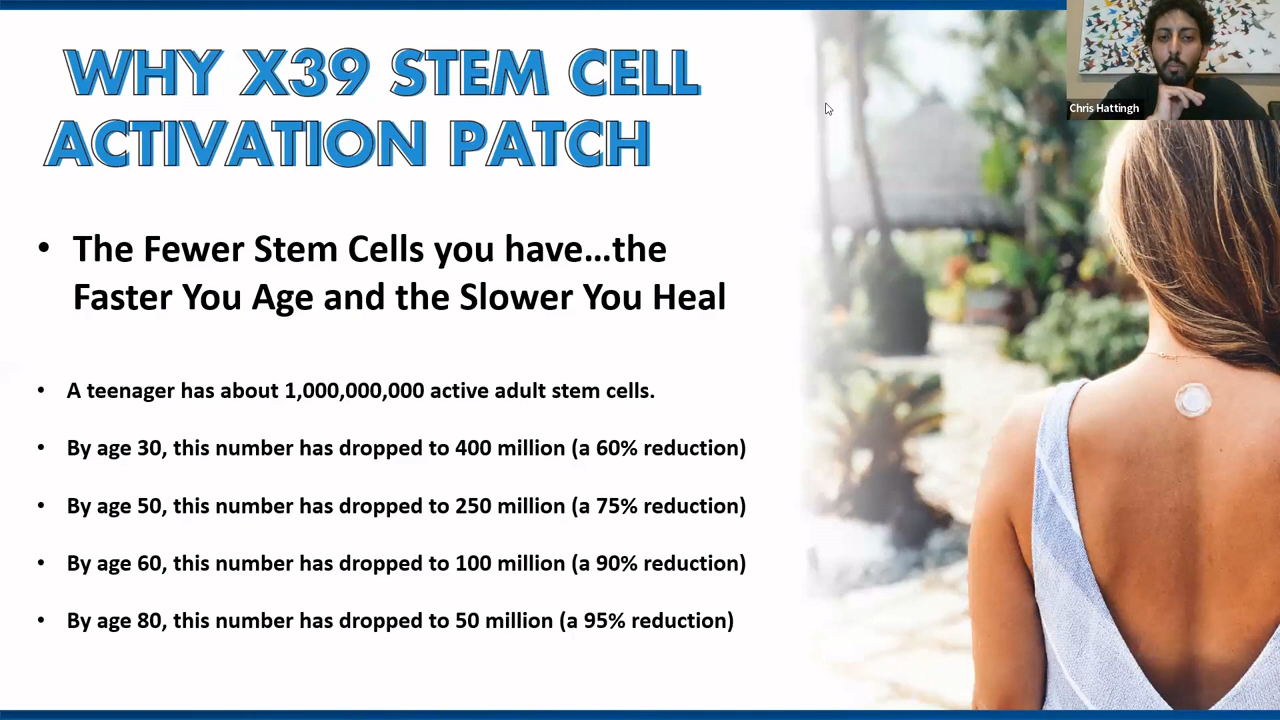 WHY X39 STEM CELL
ACTIVATION PATCH
Chris Hattingh
• The Fewer Stem Cells you have...the
Faster You Age and the Slower You Heal
• A teenager has about 1,000,000,000 active adult stem cells.
• By age 30, this number has dropped to 400 million (a 60% reduction)
• By age 50, this number has dropped to 250 million (a 75% reduction)
• By age 60, this number has dropped to 100 million (a 90% reduction)
• By age 80, this number has dropped to 50 million (a 95% reduction)